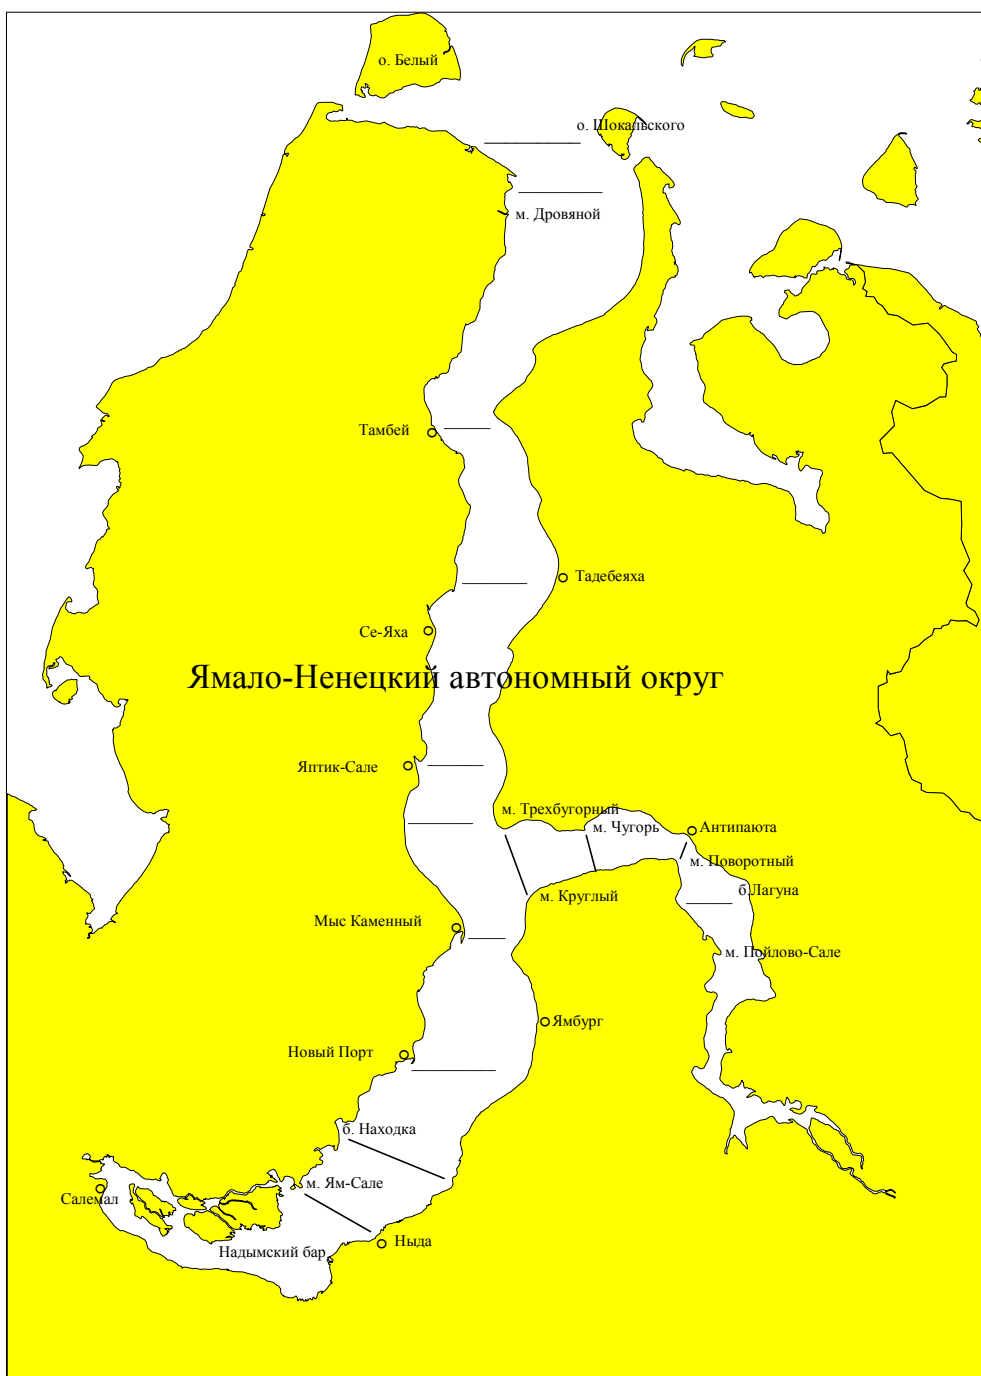 о. Белый
о. Шокальского
м. Дровяной
Тамбей
Тадебеяха
Се-Яха
Ямало-Ненецкий автономный округ
Яптик-Сале
м. Трехбугорный
м. Чугорь
Антипаюта
м. Поворотный
б.Лагуна
м. Круглый
Мыс Каменный
м. Пойлово-Сале
Ямбург
Новый Порт
б. Находка
м. Ям-Сале
Салемал
Ныда
Надымский бар